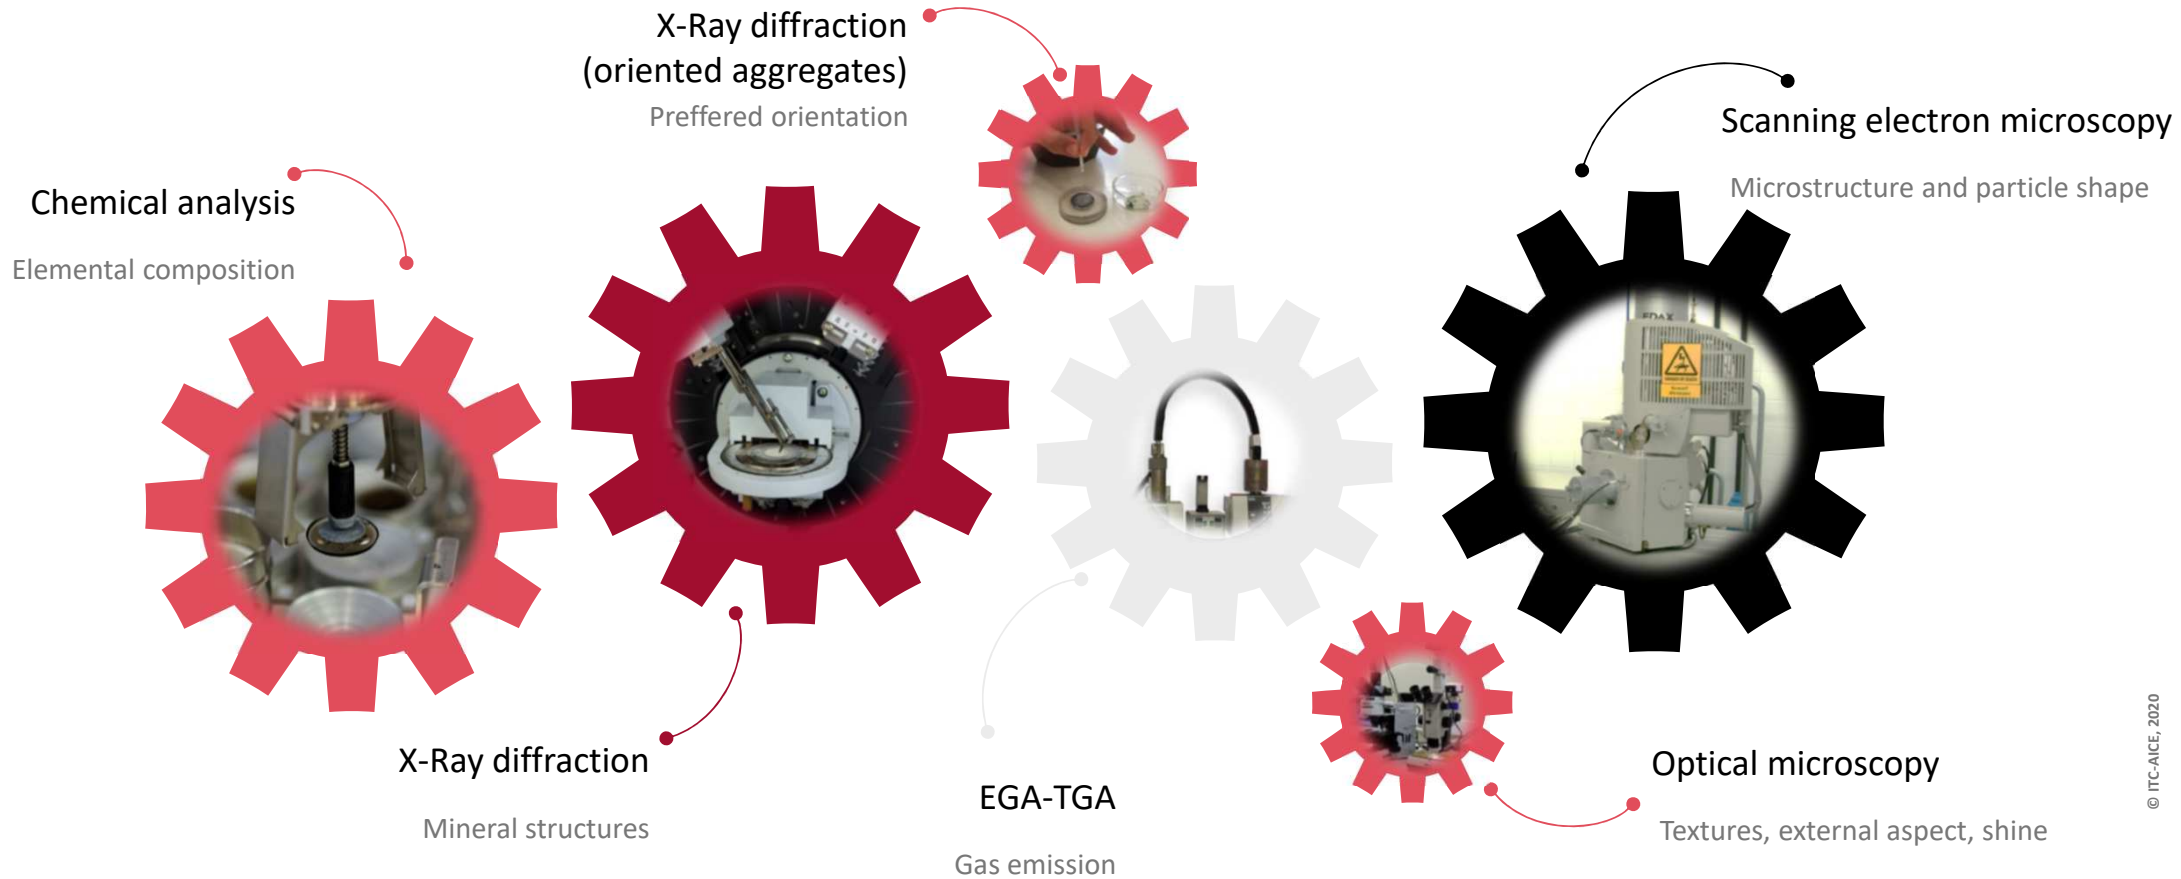 X-Ray diffraction
(oriented aggregates)
Preffered orientation
Scanning electron microscopy
Microstructure and particle shape
Chemical analysis
Elemental composition
EDAX
X-Ray diffraction
Mineral structures
EGA-TGA
Gas emission
Optical microscopy
Textures, external aspect, shine
© ITC-AICE, 2020